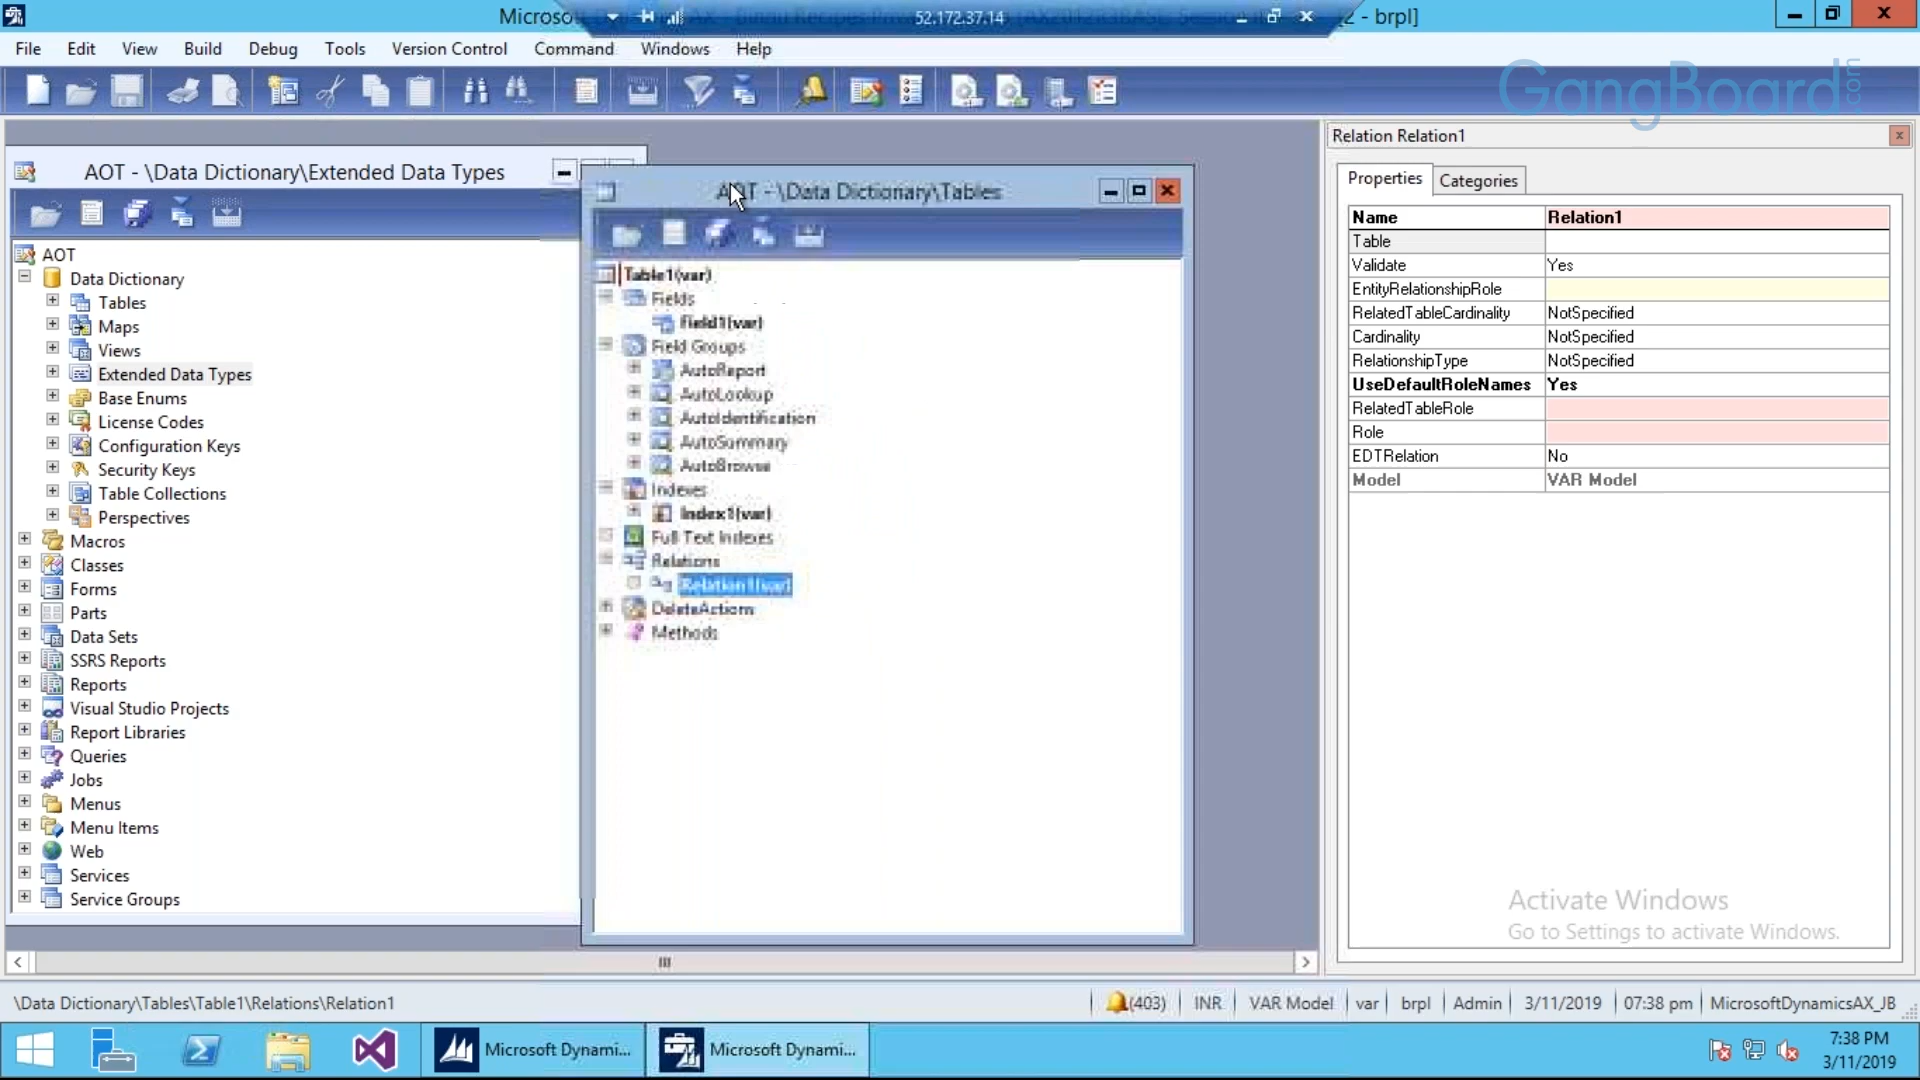 Microso
52.172.37.14
2 - brpl]
File Edit View Build Debug Tools Version Control Command Windows Help
GangBoard.com
AOT - \Data Dictionary\Extended Data Types
AOT
Data Dictionary
Tables
Maps
Views
Extended Data Types
Base Enums
License Codes
Configuration Keys
Security Keys
Table Collections
Perspectives
Macros
Classes
Forms
Parts
Data Sets
SSRS Reports
Reports
Visual Studio Projects
Report Libraries
Queries
Jobs
Menus
Menu Items
Web
Services
Service Groups
AOT - \Data Dictionary\Tables
Table1(var)
Fields
Field1(var)
Field Groups
AutoReport
AutoLookup
AutoIdentification
AutoSummary
AutoBrowse
Indexes
Index1(var)
Full Text Indexes
Relations
Relation1(var)
DeleteActions
Methods
Relation Relation1
Properties Categories
Name Relation1
Table
Validate Yes
EntityRelationshipRole
RelatedTableCardinality NotSpecified
Cardinality NotSpecified
RelationshipType NotSpecified
UseDefaultRoleNames Yes
RelatedTableRole
Role
EDTRelation No
Model VAR Model
Activate Windows
Go to Settings to activate Windows.
\Data Dictionary\Tables\Table1\Relations\Relation1
(403) INR VAR Model var brpl Admin 3/11/2019 07:38 pm MicrosoftDynamicsAX_JB
Microsoft Dynami... Microsoft Dynami...
7:38 PM
3/11/2019